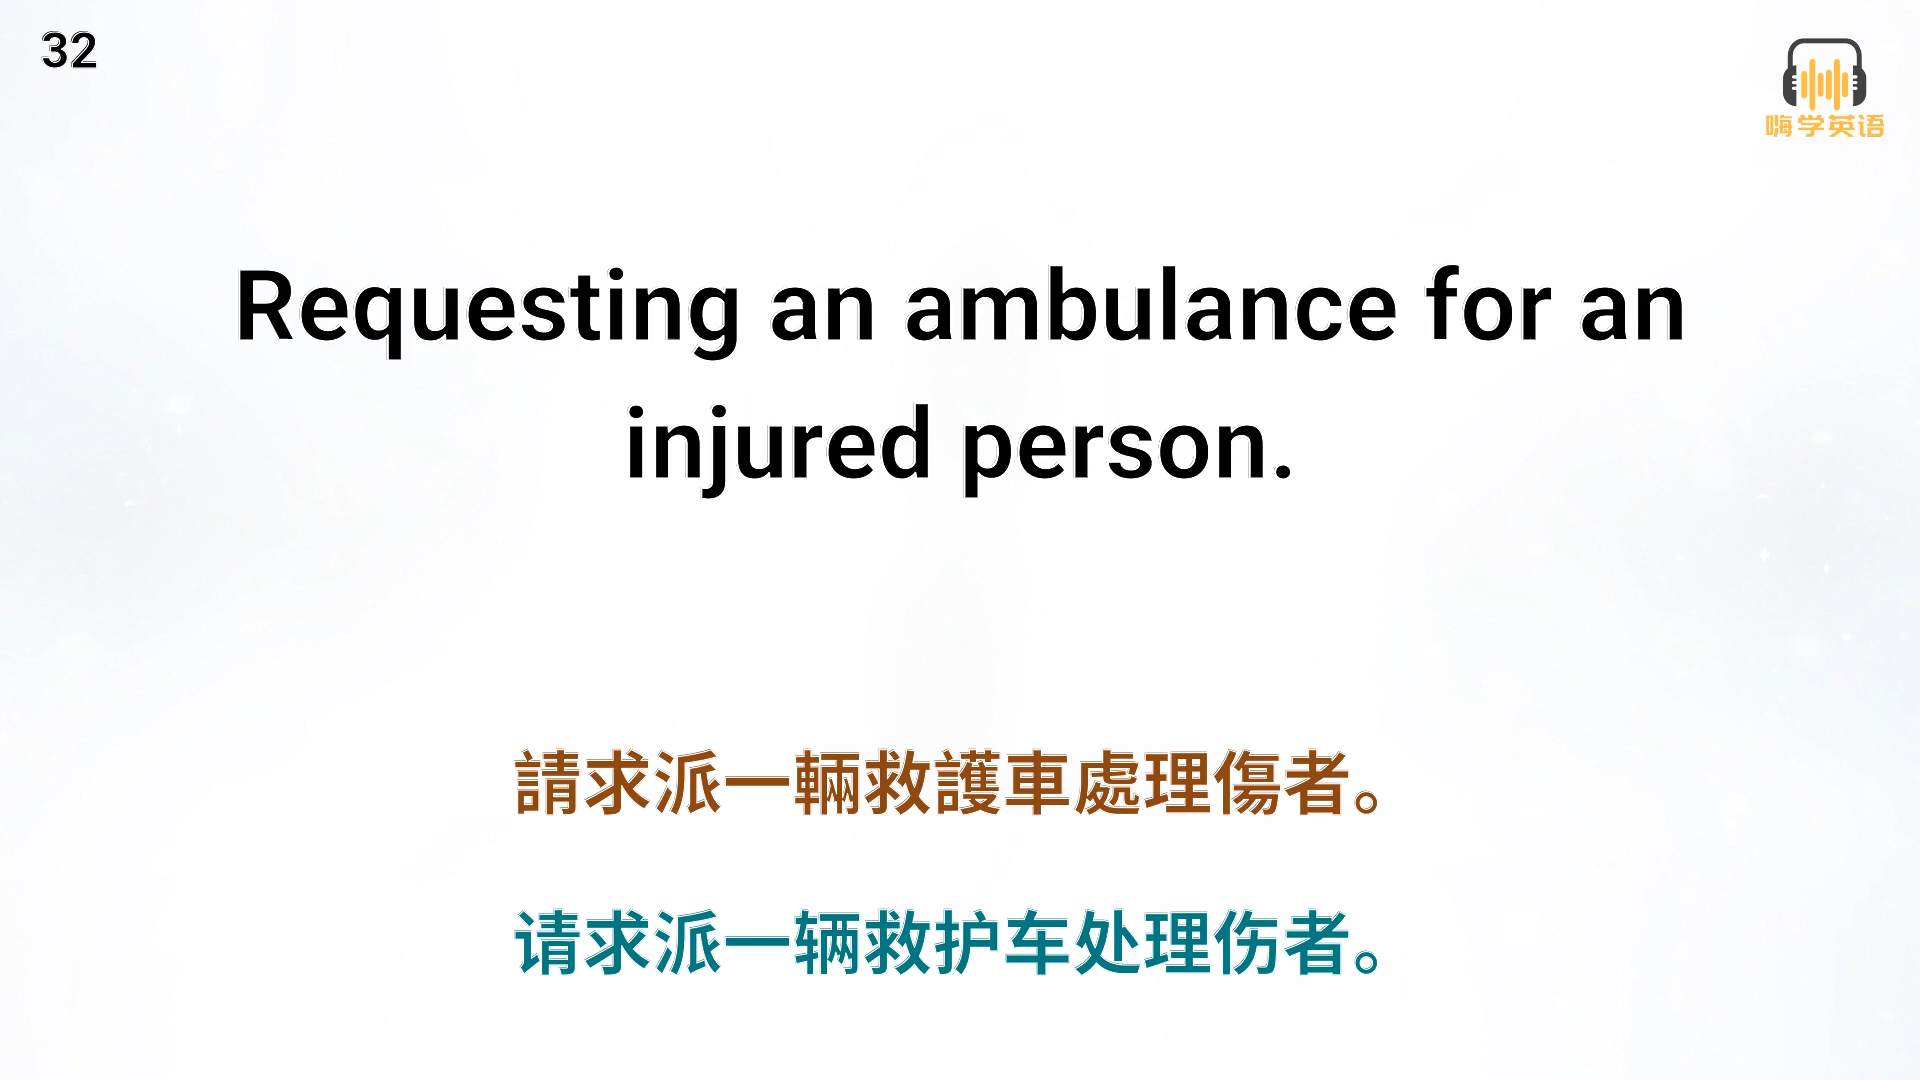 32
嗨学英语
Requesting an ambulance for an
injured person.
請求派一輛救護車處理傷者。
请求派一辆救护车处理伤者。